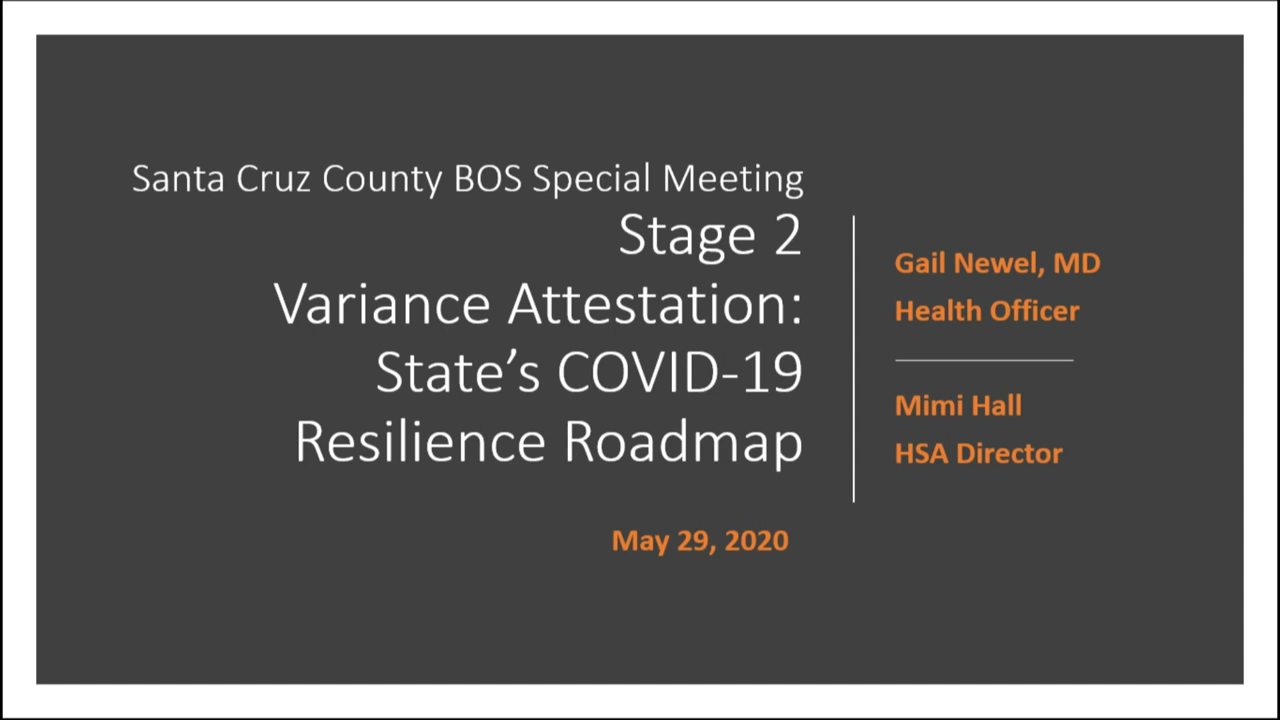 Santa Cruz County BOS Special Meeting
Stage 2
Variance Attestation:
State’s COVID-19
Resilience Roadmap
May 29, 2020
Gail Newel, MD
Health Officer
Mimi Hall
HSA Director